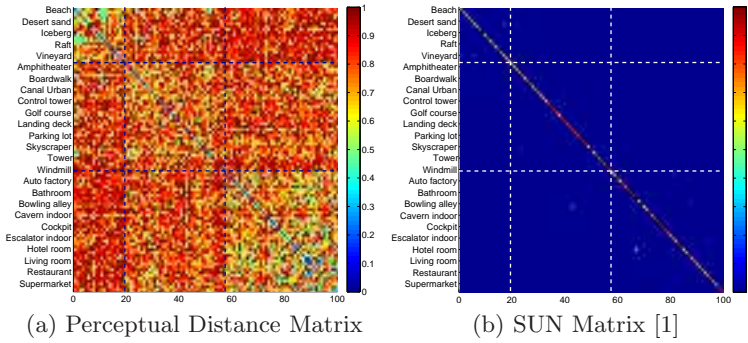 Beach
Desert sand
Iceberg
Raft
Vineyard
Amphitheater
Boardwalk
Canal Urban
Control tower
Golf course
Landing deck
Parking lot
Skyscraper
Tower
Windmill
Auto factory
Bathroom
Bowling alley
Cavern indoor
Cockpit
Escalator indoor
Hotel room
Living room
Restaurant
Supermarket
0 20 40 60 80 100
1
0.9
0.8
0.7
0.6
0.5
0.4
0.3
0.2
0.1
0
(a) Perceptual Distance Matrix
Beach
Desert sand
Iceberg
Raft
Vineyard
Amphitheater
Boardwalk
Canal Urban
Control tower
Golf course
Landing deck
Parking lot
Skyscraper
Tower
Windmill
Auto factory
Bathroom
Bowling alley
Cavern indoor
Cockpit
Escalator indoor
Hotel room
Living room
Restaurant
Supermarket
0 20 40 60 80 100
(b) SUN Matrix [1]